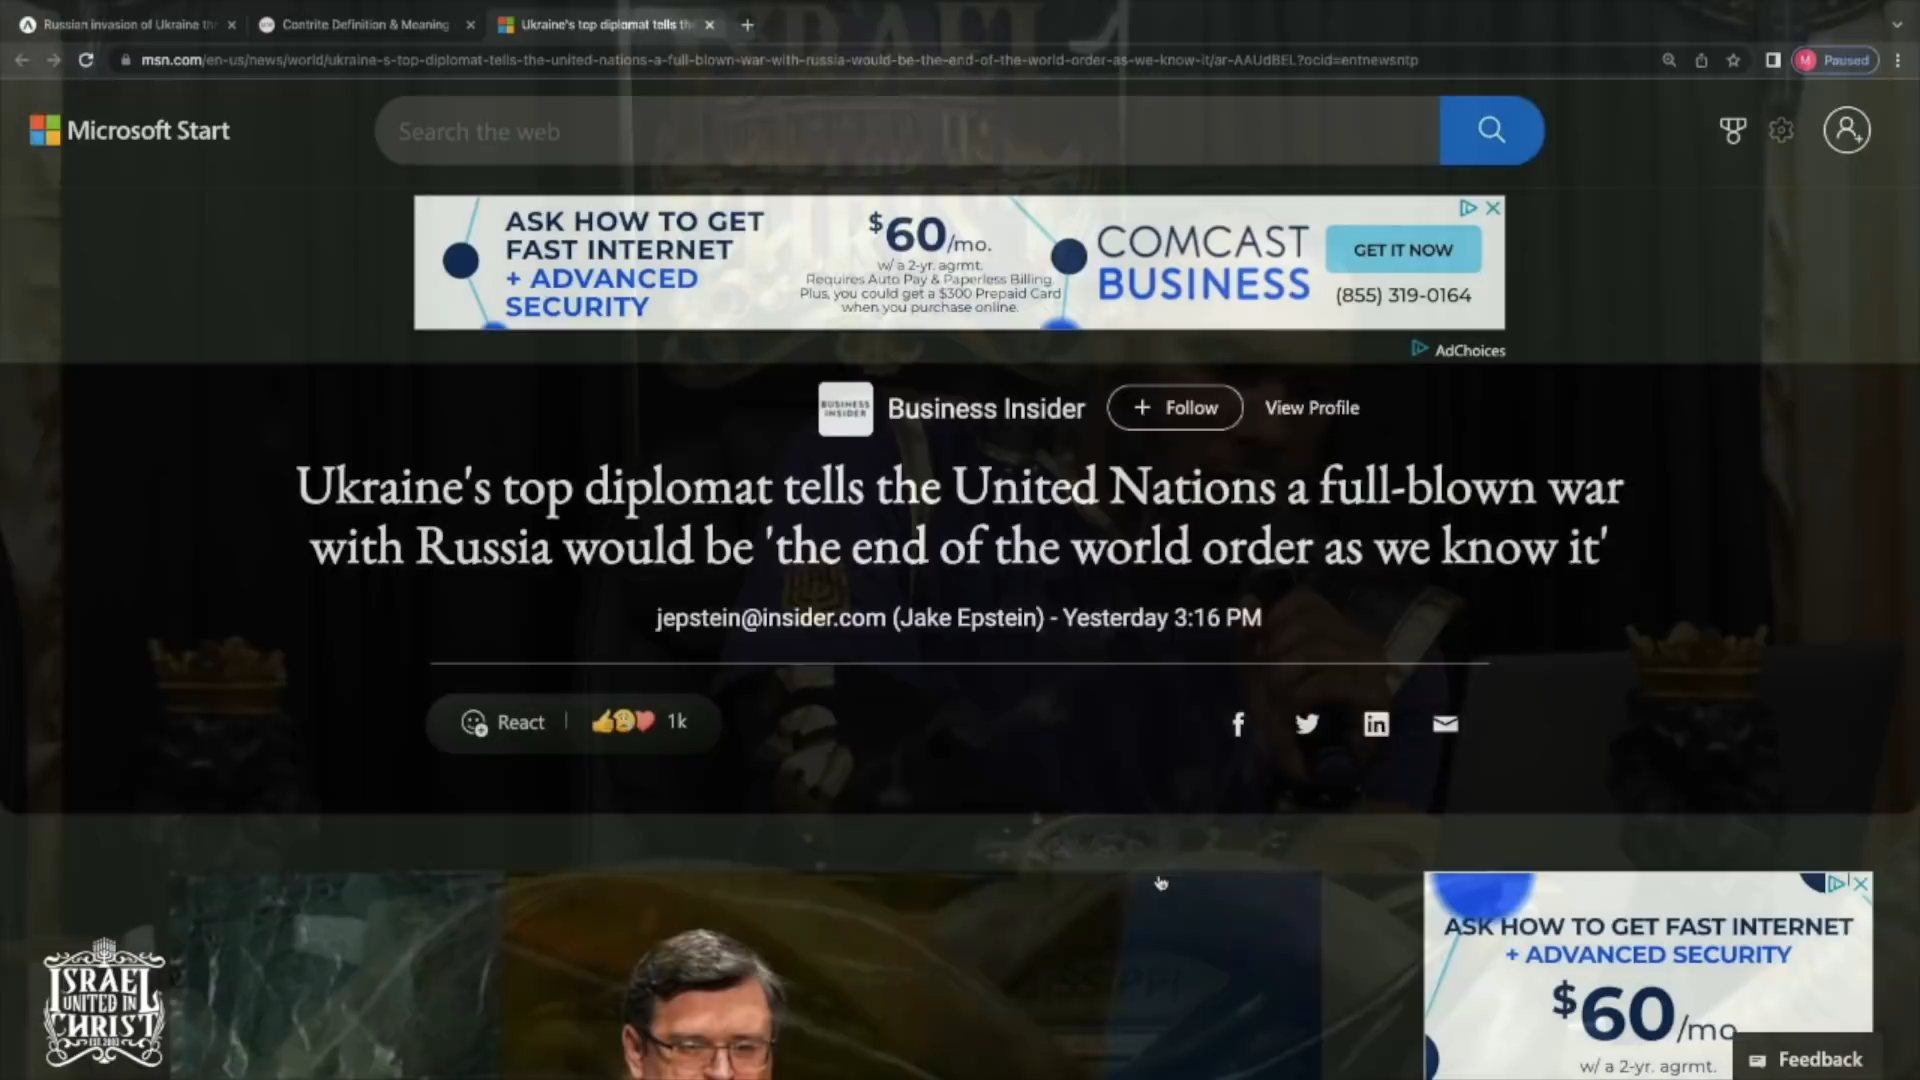 Russian invasion of Ukraine thr
Contrite Definition & Meaning
Ukraine's top diplomat tells th
msn.com/en-us/news/world/ukraine-s-top-diplomat-tells-the-united-nations-a-full-blown-war-with-russia-would-be-the-end-of-the-world-order-as-we-know-it/ar-AAUdBEL?ocid=entnewsntp
M Paused
Microsoft Start
Search the web
ASK HOW TO GET
FAST INTERNET
+ ADVANCED
SECURITY
$60/mo.
w/ a 2-yr. agrmt.
Requires Auto Pay & Paperless Billing.
Plus, you could get a $300 Prepaid Card
when you purchase online.
COMCAST
BUSINESS
GET IT NOW
(855) 319-0164
AdChoices
BUSINESS
INSIDER
Business Insider
+ Follow
View Profile
Ukraine's top diplomat tells the United Nations a full-blown war
with Russia would be 'the end of the world order as we know it'
jepstein@insider.com (Jake Epstein) - Yesterday 3:16 PM
React
1k
ASK HOW TO GET FAST INTERNET
+ ADVANCED SECURITY
$60/mo
w/ a 2-yr. agrmt.
Feedback
ISRAEL
UNITED IN
CHRIST
EST. 2003